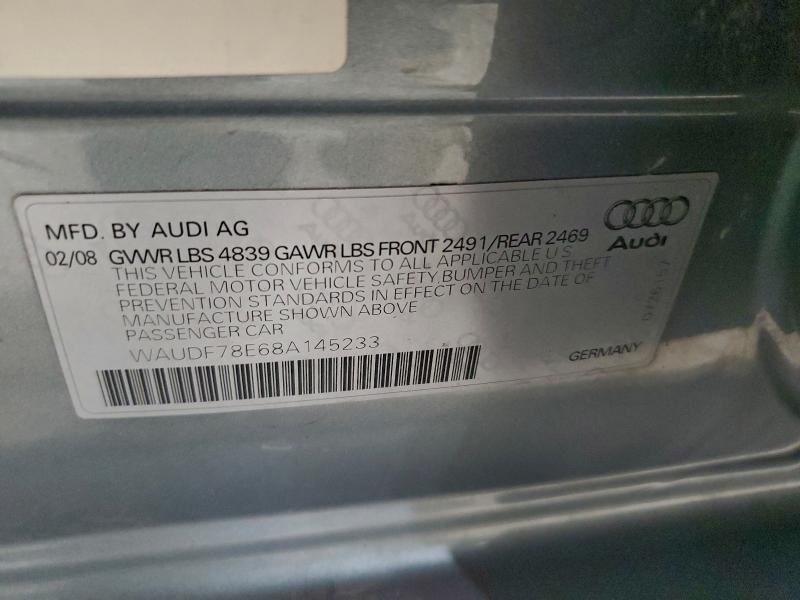 MFD. BY AUDI AG
02/08 GVWR LBS 4839 GAWR LBS FRONT 2491/REAR 2469
THIS VEHICLE CONFORMS TO ALL APPLICABLE U S
FEDERAL MOTOR VEHICLE SAFETY,BUMPER AND THEFT
PREVENTION STANDARDS IN EFFECT ON THE DATE OF
MANUFACTURE SHOWN ABOVE
PASSENGER CAR
WAUDF78E68A145233
Audi
GERMANY